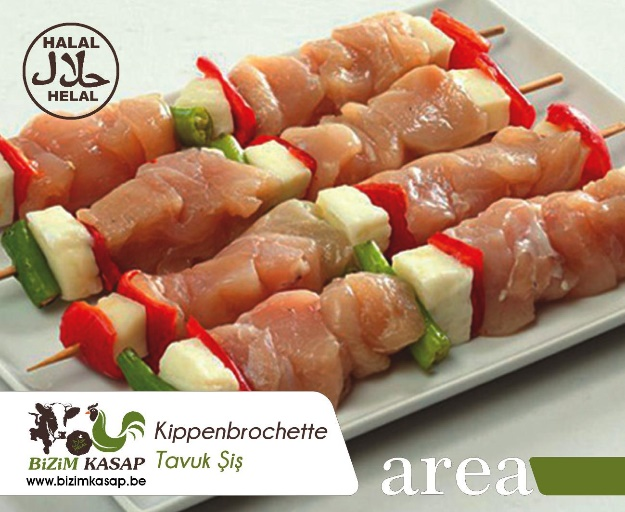 HALAL
حلال
HELAL
Kippenbrochette
BiZiM KASAP
Tavuk Şiş
www.bizimkasap.be
area